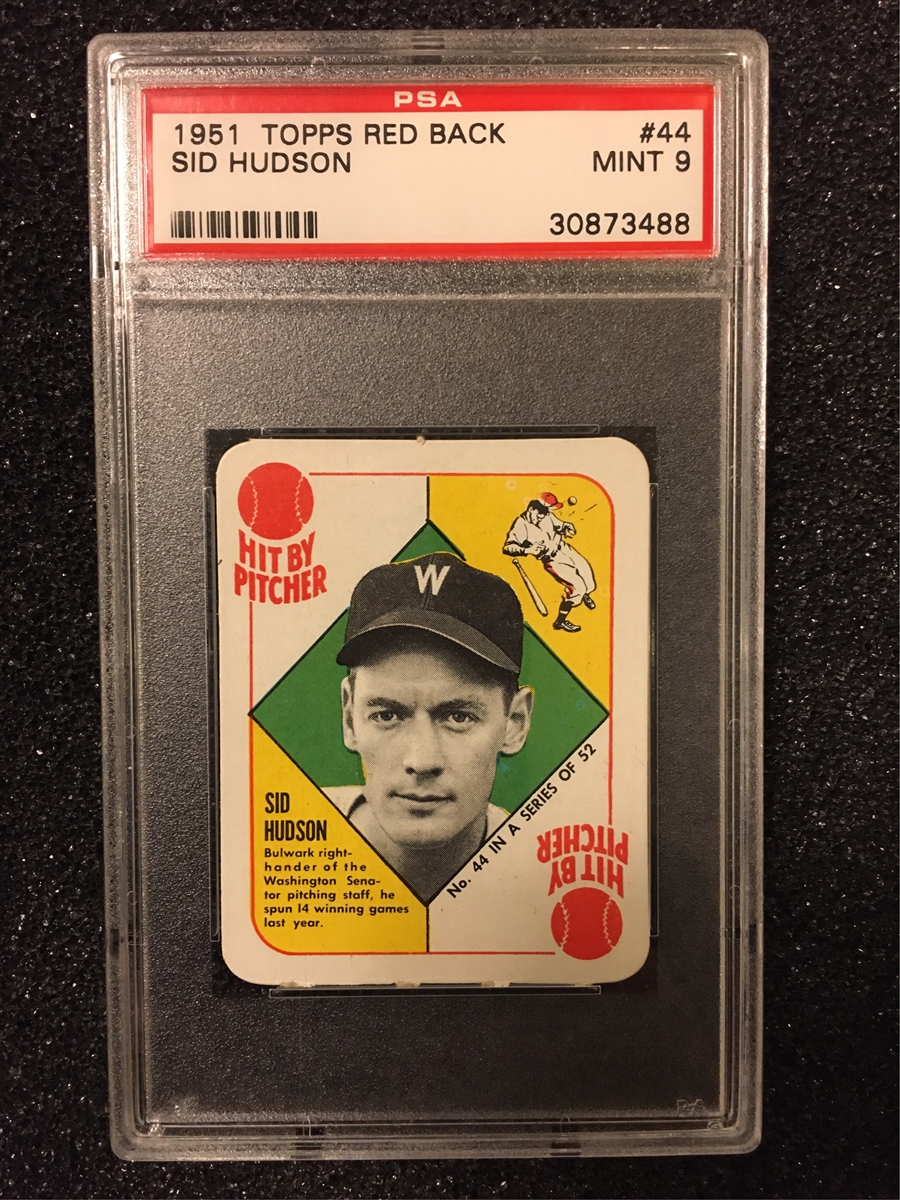 PSA
1951 TOPPS RED BACK #44
SID HUDSON MINT 9
30873488
HIT BY
PITCHER
W
SID
HUDSON
Bulwark right-
hander of the
Washington Sena-
tor pitching staff, he
spun 14 winning games
last year.
No. 44 IN A SERIES OF 52
HIT BY
PITCHER
PSA